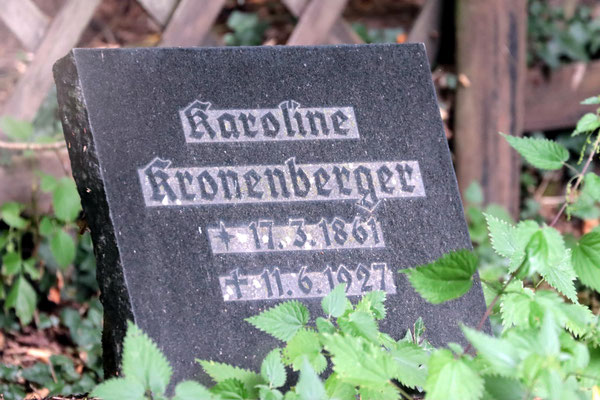 Karoline
Kronenberger
* 17.3.1861
† 11.6.1927